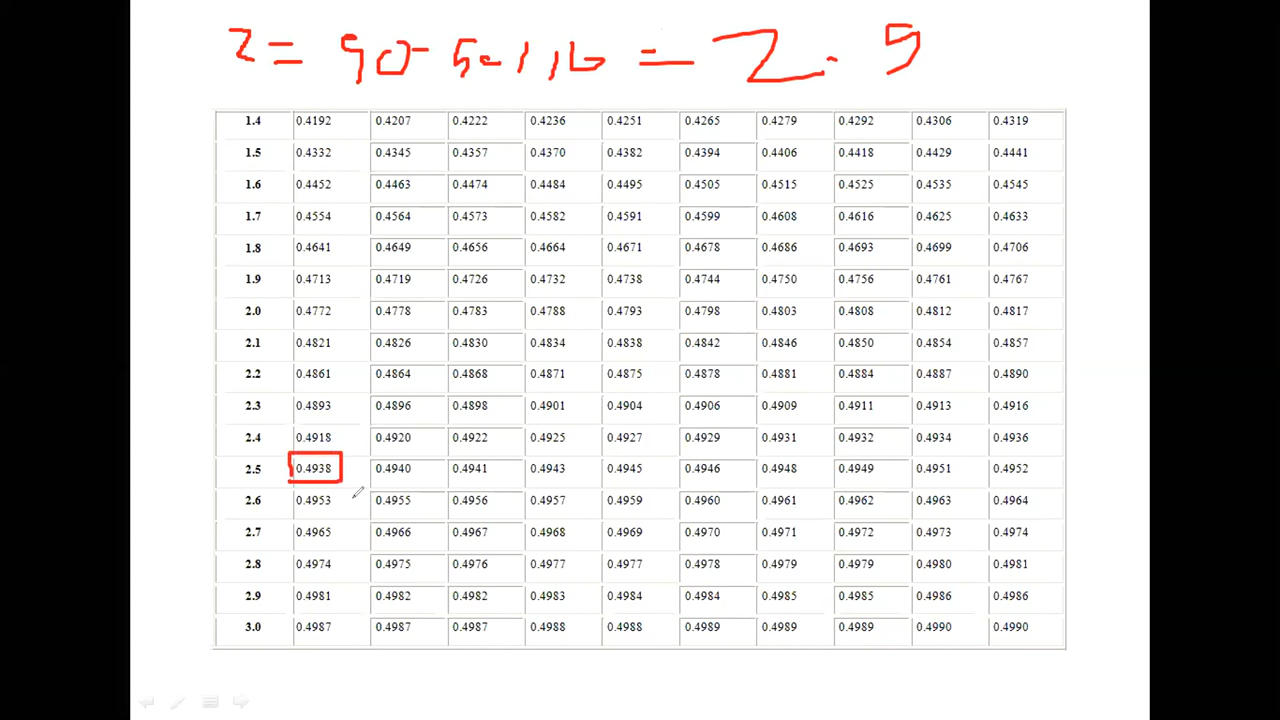 z = 90 - 50 / 16 = 2.5
1.4 0.4192 0.4207 0.4222 0.4236 0.4251 0.4265 0.4279 0.4292 0.4306 0.4319
1.5 0.4332 0.4345 0.4357 0.4370 0.4382 0.4394 0.4406 0.4418 0.4429 0.4441
1.6 0.4452 0.4463 0.4474 0.4484 0.4495 0.4505 0.4515 0.4525 0.4535 0.4545
1.7 0.4554 0.4564 0.4573 0.4582 0.4591 0.4599 0.4608 0.4616 0.4625 0.4633
1.8 0.4641 0.4649 0.4656 0.4664 0.4671 0.4678 0.4686 0.4693 0.4699 0.4706
1.9 0.4713 0.4719 0.4726 0.4732 0.4738 0.4744 0.4750 0.4756 0.4761 0.4767
2.0 0.4772 0.4778 0.4783 0.4788 0.4793 0.4798 0.4803 0.4808 0.4812 0.4817
2.1 0.4821 0.4826 0.4830 0.4834 0.4838 0.4842 0.4846 0.4850 0.4854 0.4857
2.2 0.4861 0.4864 0.4868 0.4871 0.4875 0.4878 0.4881 0.4884 0.4887 0.4890
2.3 0.4893 0.4896 0.4898 0.4901 0.4904 0.4906 0.4909 0.4911 0.4913 0.4916
2.4 0.4918 0.4920 0.4922 0.4925 0.4927 0.4929 0.4931 0.4932 0.4934 0.4936
2.5 0.4938 0.4940 0.4941 0.4943 0.4945 0.4946 0.4948 0.4949 0.4951 0.4952
2.6 0.4953 0.4955 0.4956 0.4957 0.4959 0.4960 0.4961 0.4962 0.4963 0.4964
2.7 0.4965 0.4966 0.4967 0.4968 0.4969 0.4970 0.4971 0.4972 0.4973 0.4974
2.8 0.4974 0.4975 0.4976 0.4977 0.4977 0.4978 0.4979 0.4979 0.4980 0.4981
2.9 0.4981 0.4982 0.4982 0.4983 0.4984 0.4984 0.4985 0.4985 0.4986 0.4986
3.0 0.4987 0.4987 0.4987 0.4988 0.4988 0.4989 0.4989 0.4989 0.4990 0.4990